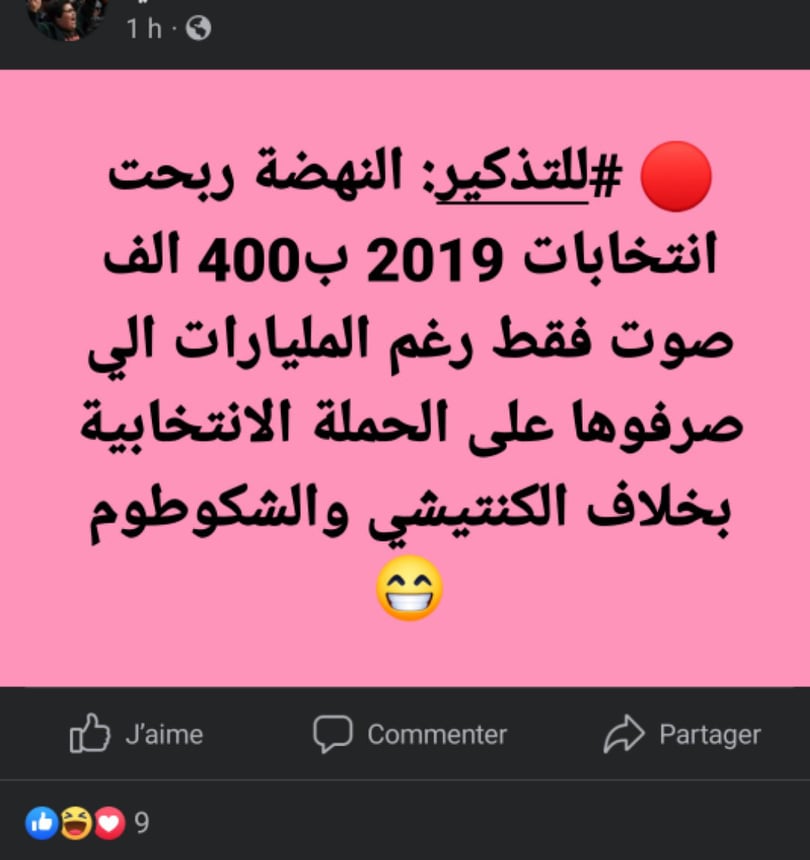 1 h ·
🔴 #للتذكير: النهضة ربحت
انتخابات 2019 ب400 الف
صوت فقط رغم المليارات الي
صرفوها على الحملة الانتخابية
بخلاف الكنتيشي والشكوطوم
😁
J'aime
Commenter
Partager
9